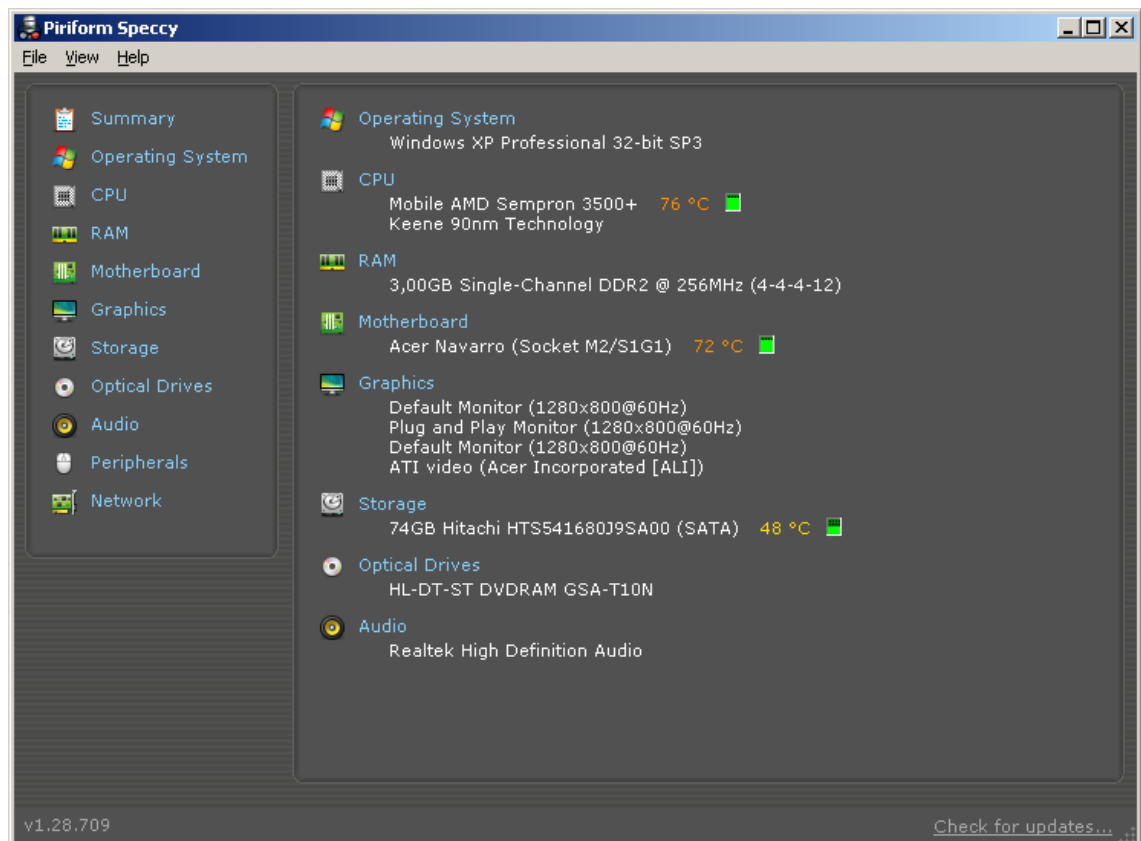 Piriform Speccy
File View Help
Summary
Operating System
CPU
RAM
Motherboard
Graphics
Storage
Optical Drives
Audio
Peripherals
Network
Operating System
Windows XP Professional 32-bit SP3
CPU
Mobile AMD Sempron 3500+ 76 °C
Keene 90nm Technology
RAM
3,00GB Single-Channel DDR2 @ 256MHz (4-4-4-12)
Motherboard
Acer Navarro (Socket M2/S1G1) 72 °C
Graphics
Default Monitor (1280x800@60Hz)
Plug and Play Monitor (1280x800@60Hz)
Default Monitor (1280x800@60Hz)
ATI video (Acer Incorporated [ALI])
Storage
74GB Hitachi HTS541680J9SA00 (SATA) 48 °C
Optical Drives
HL-DT-ST DVDRAM GSA-T10N
Audio
Realtek High Definition Audio
v1.28.709
Check for updates...